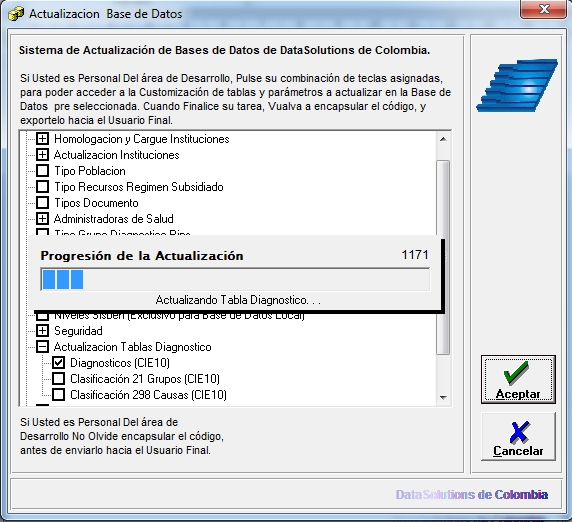 Actualizacion Base de Datos
Sistema de Actualización de Bases de Datos de DataSolutions de Colombia.
Si Usted es Personal Del área de Desarrollo, Pulse su combinación de teclas asignadas,
para poder acceder a la Customización de tablas y parámetros a actualizar en la Base de
Datos pre seleccionada. Cuando Finalice su tarea, Vualva a encapsular el código, y
exportelo hacia el Usuario Final.
Homologacion y Cargue Instituciones
Actualizacion Instituciones
Tipo Poblacion
Tipo Recursos Regimen Subsidiado
Tipos Documento
Administradoras de Salud
Tipo Grupo Diagnostico Rips
Progresión de la Actualización 1171
Actualizando Tabla Diagnostico. . .
Niveles Sisben (Exclusivo para Base de Datos Local)
Seguridad
Actualizacion Tablas Diagnostico
Diagnosticos (CIE10)
Clasificación 21 Grupos (CIE10)
Clasificación 298 Causas (CIE10)
Aceptar
Cancelar
Si Usted es Personal Del área de
Desarrollo No Olvide encapsular el código,
antes de enviarlo hacia el Usuario Final.
DataSolutions de Colombia